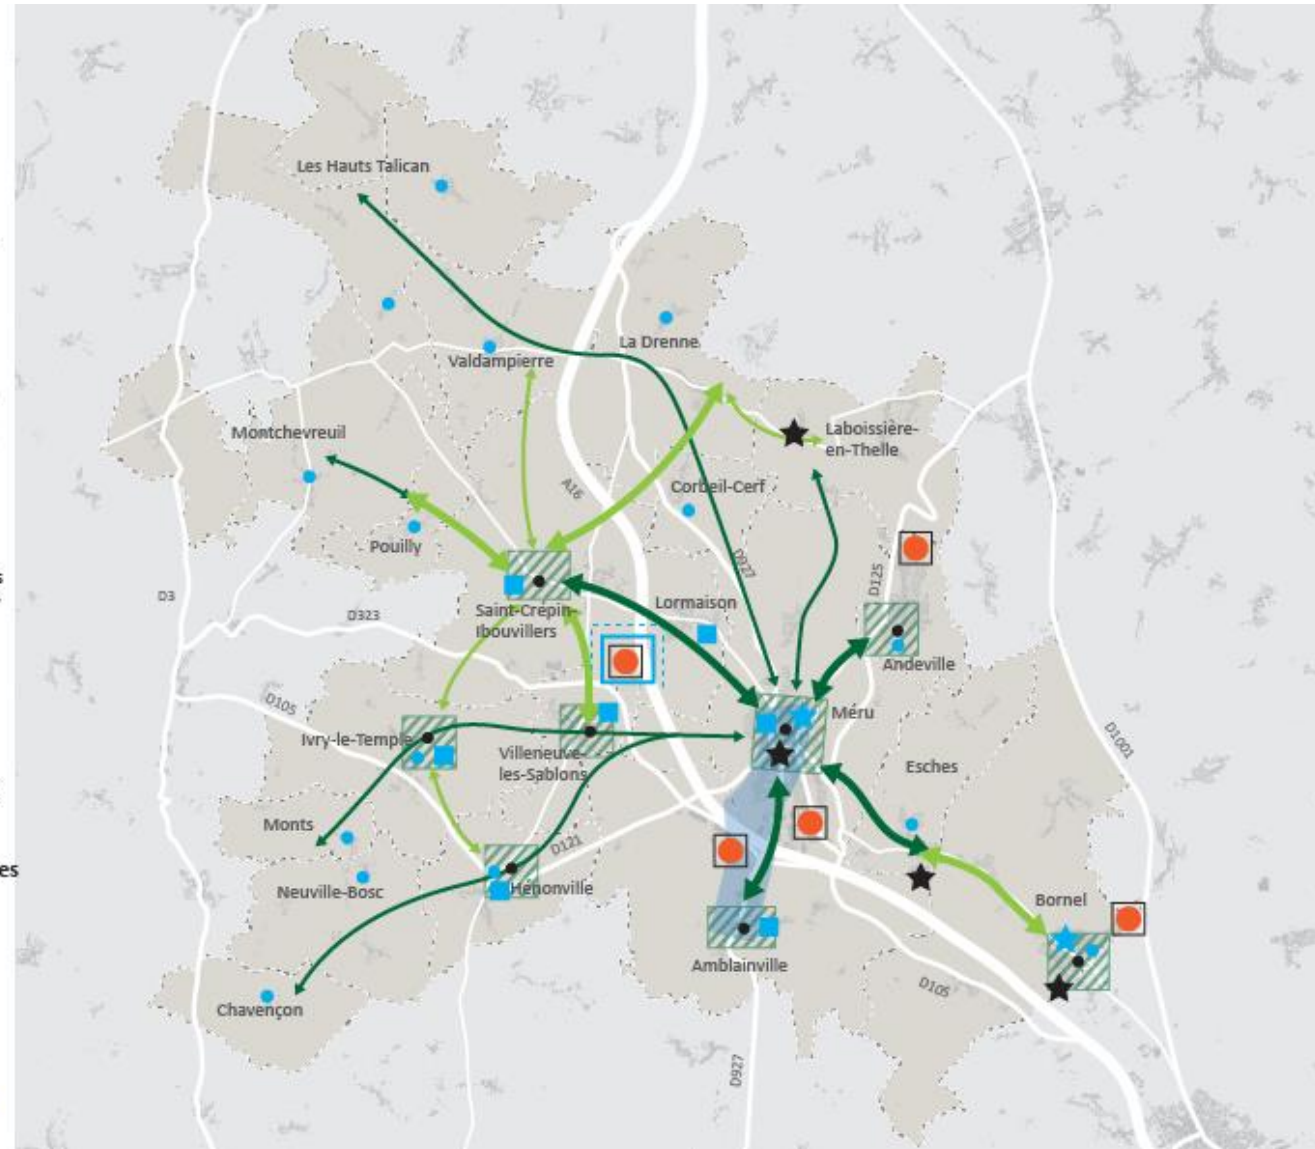 Les Hauts Talican
La Drenne
Valdampierre
Montchevreuil
Laboissière-
en-Thelle
A16
Corbeil-Cerf
Pouilly
D927
D125
s
D3
D323
Saint-Crepin-
Ibouvillers
Lormaison
Andeville
D105
Ivry-le-Temple
Méru
Villeneuve-
les-Sablons
D1001
Esches
Monts
D121
es
Neuville-Bosc
Hénonville
Bornel
Amblainville
D105
Chavençon
D927